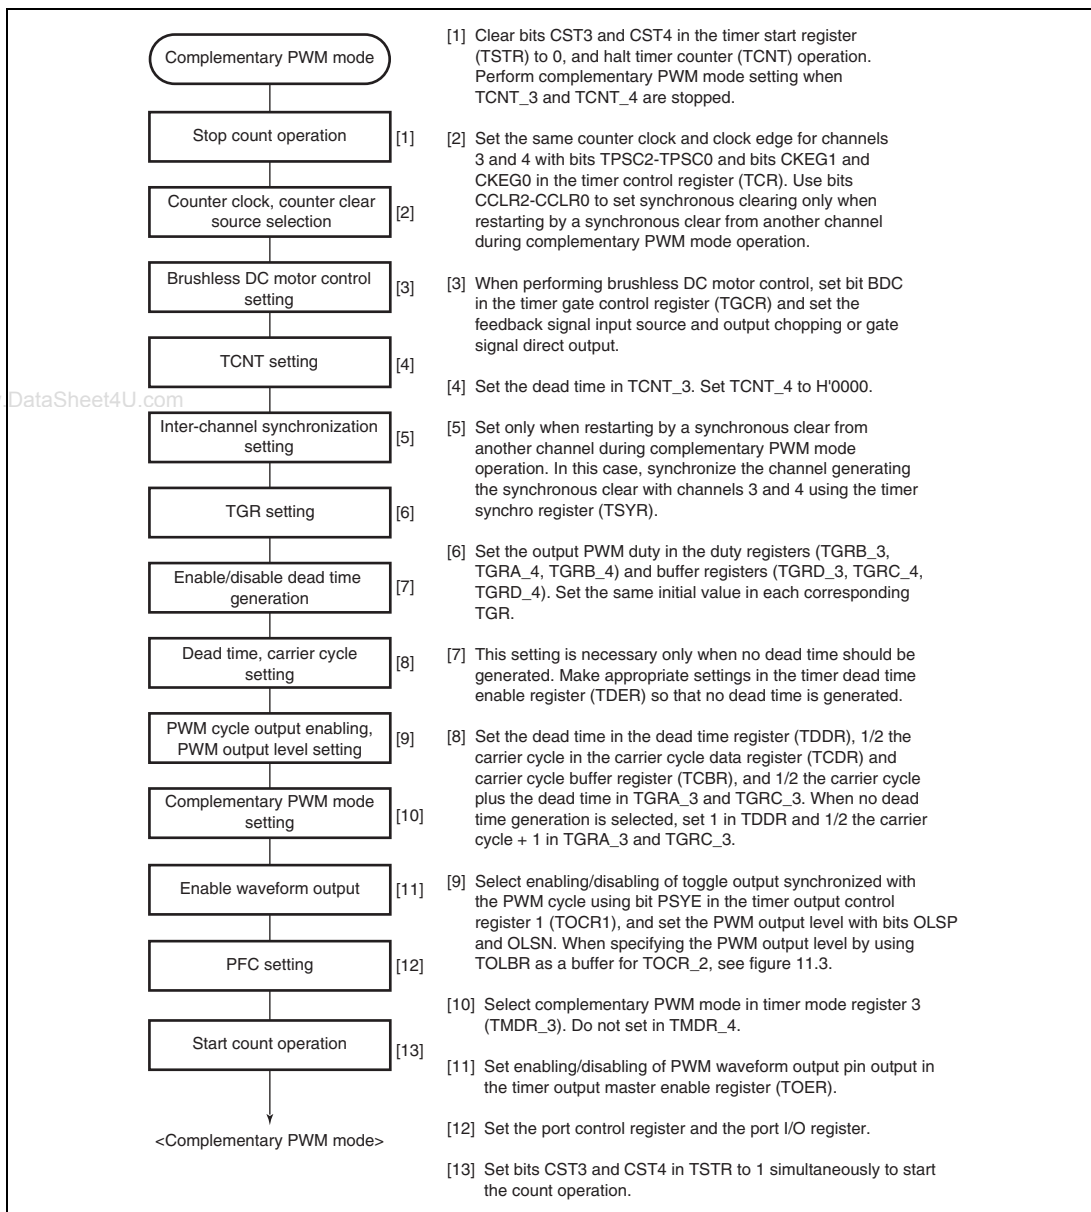 Complementary PWM mode
Stop count operation
[1]
Counter clock, counter clear
source selection
[2]
Brushless DC motor control
setting
[3]
TCNT setting
[4]
.DataSheet4U.com
Inter-channel synchronization
setting
[5]
TGR setting
[6]
Enable/disable dead time
generation
[7]
Dead time, carrier cycle
setting
[8]
PWM cycle output enabling,
PWM output level setting
[9]
Complementary PWM mode
setting
[10]
Enable waveform output
[11]
PFC setting
[12]
Start count operation
[13]
<Complementary PWM mode>
[1] Clear bits CST3 and CST4 in the timer start register
(TSTR) to 0, and halt timer counter (TCNT) operation.
Perform complementary PWM mode setting when
TCNT_3 and TCNT_4 are stopped.
[2] Set the same counter clock and clock edge for channels
3 and 4 with bits TPSC2-TPSC0 and bits CKEG1 and
CKEG0 in the timer control register (TCR). Use bits
CCLR2-CCLR0 to set synchronous clearing only when
restarting by a synchronous clear from another channel
during complementary PWM mode operation.
[3] When performing brushless DC motor control, set bit BDC
in the timer gate control register (TGCR) and set the
feedback signal input source and output chopping or gate
signal direct output.
[4] Set the dead time in TCNT_3. Set TCNT_4 to H'0000.
[5] Set only when restarting by a synchronous clear from
another channel during complementary PWM mode
operation. In this case, synchronize the channel generating
the synchronous clear with channels 3 and 4 using the timer
synchro register (TSYR).
[6] Set the output PWM duty in the duty registers (TGRB_3,
TGRA_4, TGRB_4) and buffer registers (TGRD_3, TGRC_4,
TGRD_4). Set the same initial value in each corresponding
TGR.
[7] This setting is necessary only when no dead time should be
generated. Make appropriate settings in the timer dead time
enable register (TDER) so that no dead time is generated.
[8] Set the dead time in the dead time register (TDDR), 1/2 the
carrier cycle in the carrier cycle data register (TCDR) and
carrier cycle buffer register (TCBR), and 1/2 the carrier cycle
plus the dead time in TGRA_3 and TGRC_3. When no dead
time generation is selected, set 1 in TDDR and 1/2 the carrier
cycle + 1 in TGRA_3 and TGRC_3.
[9] Select enabling/disabling of toggle output synchronized with
the PWM cycle using bit PSYE in the timer output control
register 1 (TOCR1), and set the PWM output level with bits OLSP
and OLSN. When specifying the PWM output level by using
TOLBR as a buffer for TOCR_2, see figure 11.3.
[10] Select complementary PWM mode in timer mode register 3
(TMDR_3). Do not set in TMDR_4.
[11] Set enabling/disabling of PWM waveform output pin output in
the timer output master enable register (TOER).
[12] Set the port control register and the port I/O register.
[13] Set bits CST3 and CST4 in TSTR to 1 simultaneously to start
the count operation.